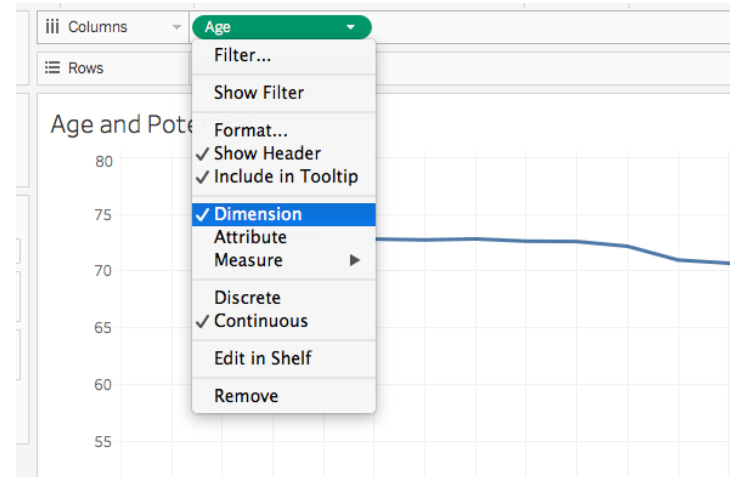 Columns
Age
Rows
Filter...
Show Filter
Format...
Show Header
Include in Tooltip
Dimension
Attribute
Measure
Discrete
Continuous
Edit in Shelf
Remove
Age and Pote
80
75
70
65
60
55